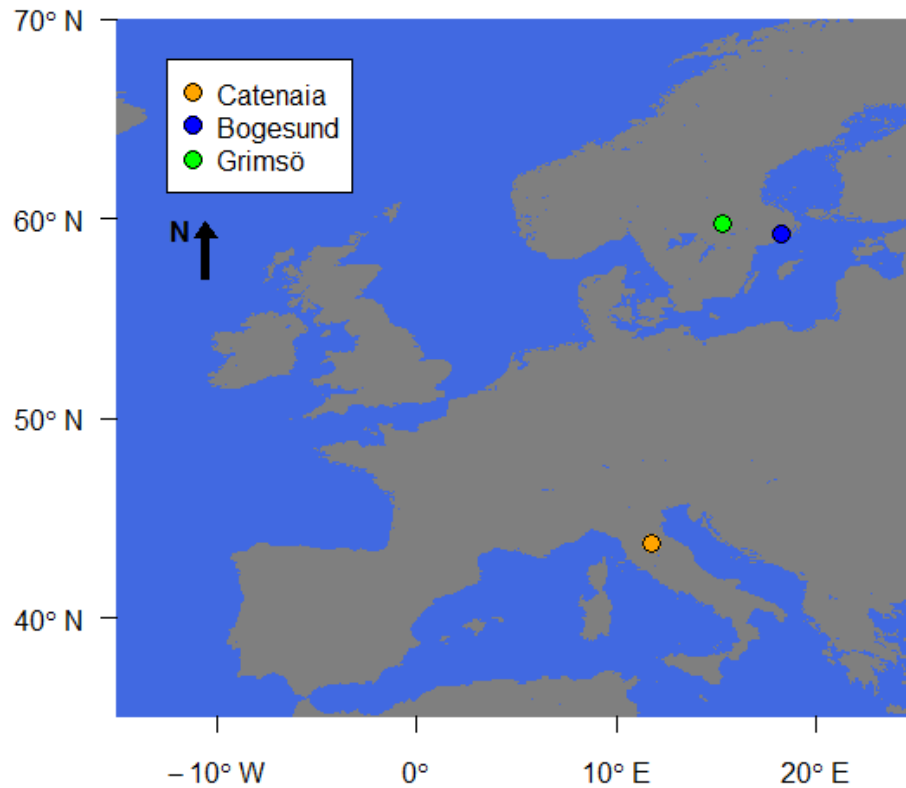 70° N
Catenaia
Bogesund
Grimsö
60° N
N
50° N
40° N
– 10° W 0° 10° E 20° E